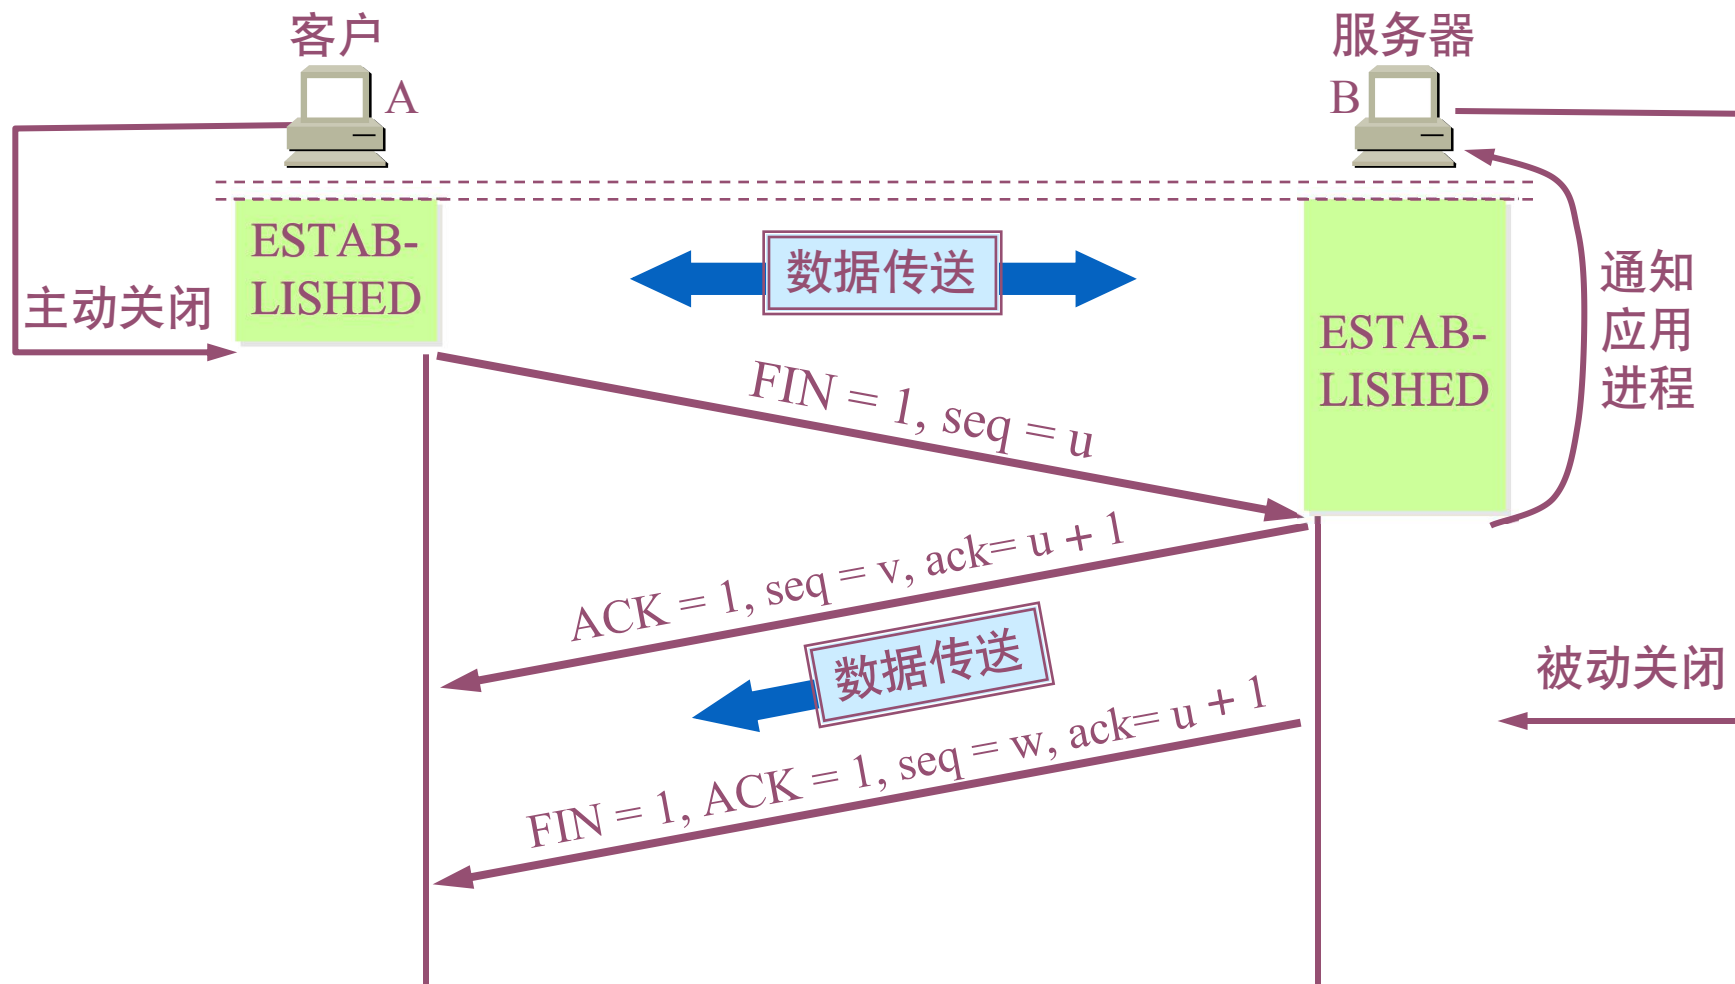 客户
服务器
A
B
ESTAB-
LISHED
数据传送
主动关闭
ESTAB-
LISHED
通知
应用
进程
FIN = 1, seq = u
ACK = 1, seq = v, ack= u + 1
数据传送
被动关闭
FIN = 1, ACK = 1, seq = w, ack= u + 1